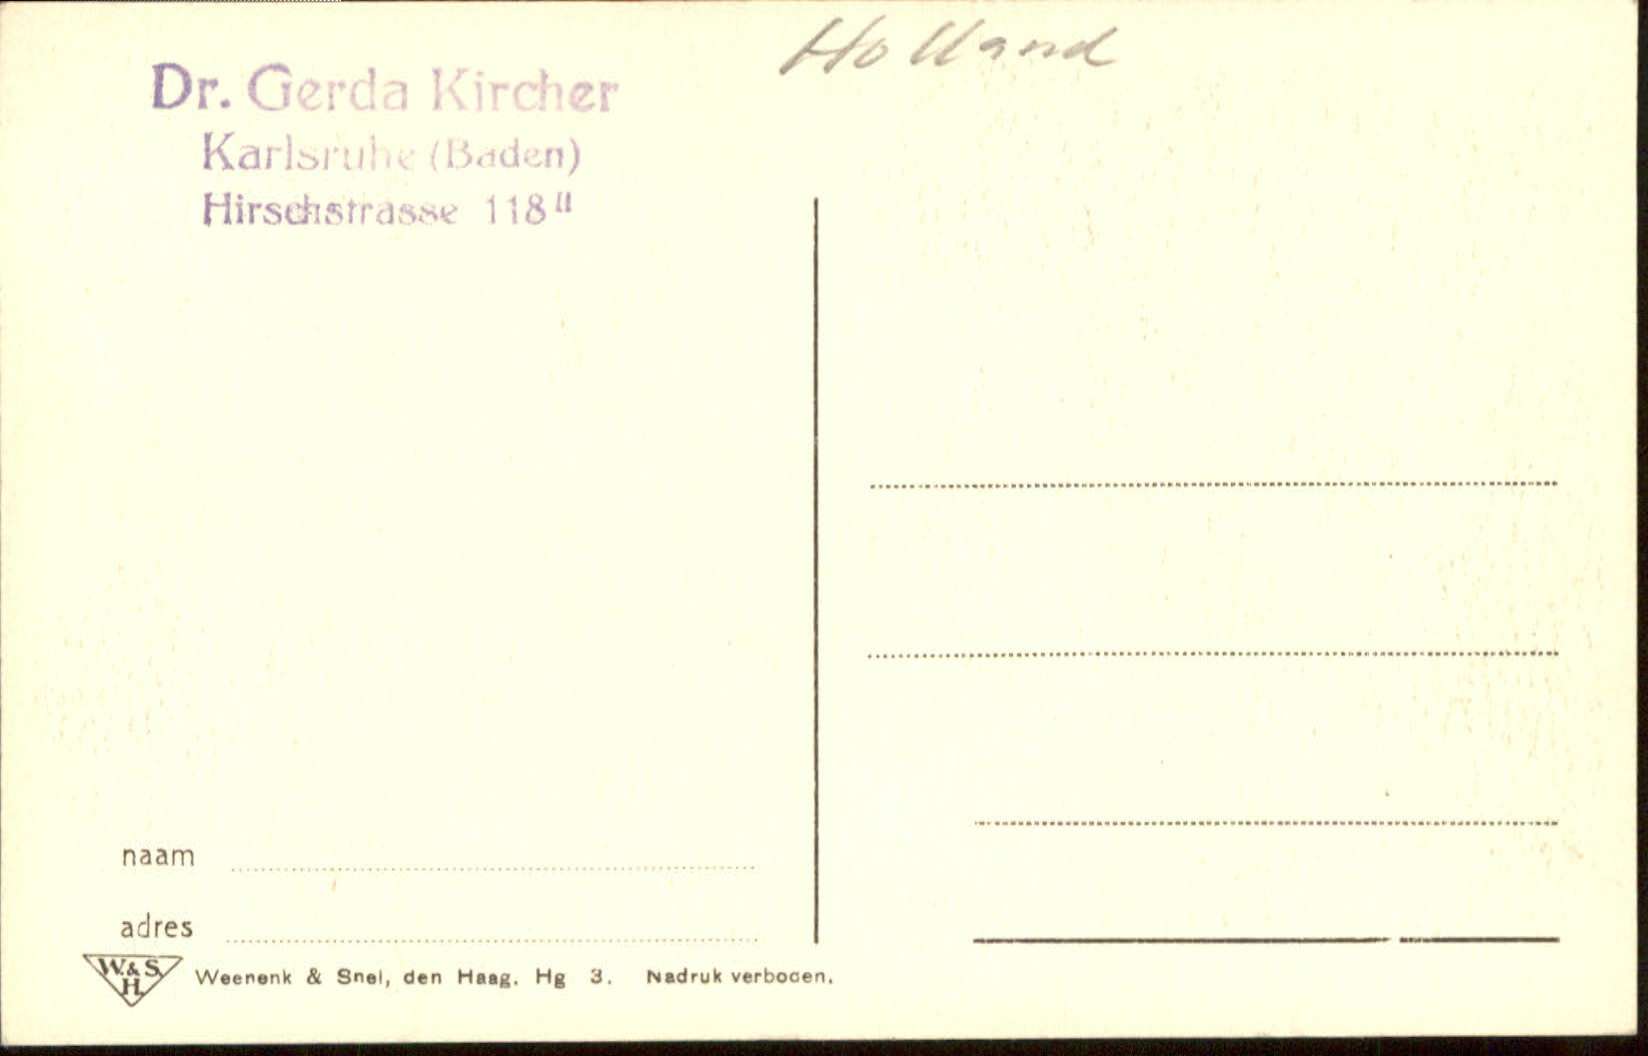 Holland
Dr. Gerda Kircher
Karlsruhe (Baden)
Hirschstrasse 118 II
naam
adres
W. & S.
H.
Weenenk & Snel, den Haag. Hg 3. Nadruk verboden.